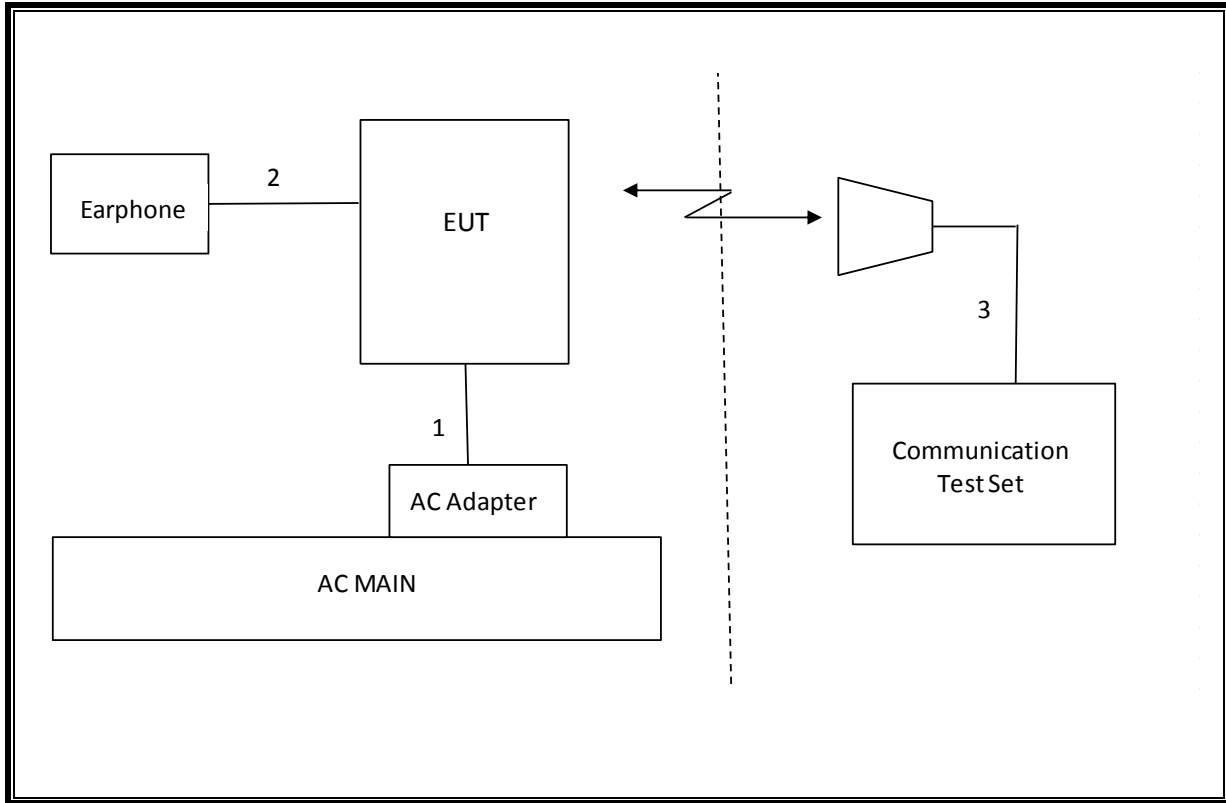 2
Earphone
EUT
3
1
Communication
Test Set
AC Adapter
AC MAIN